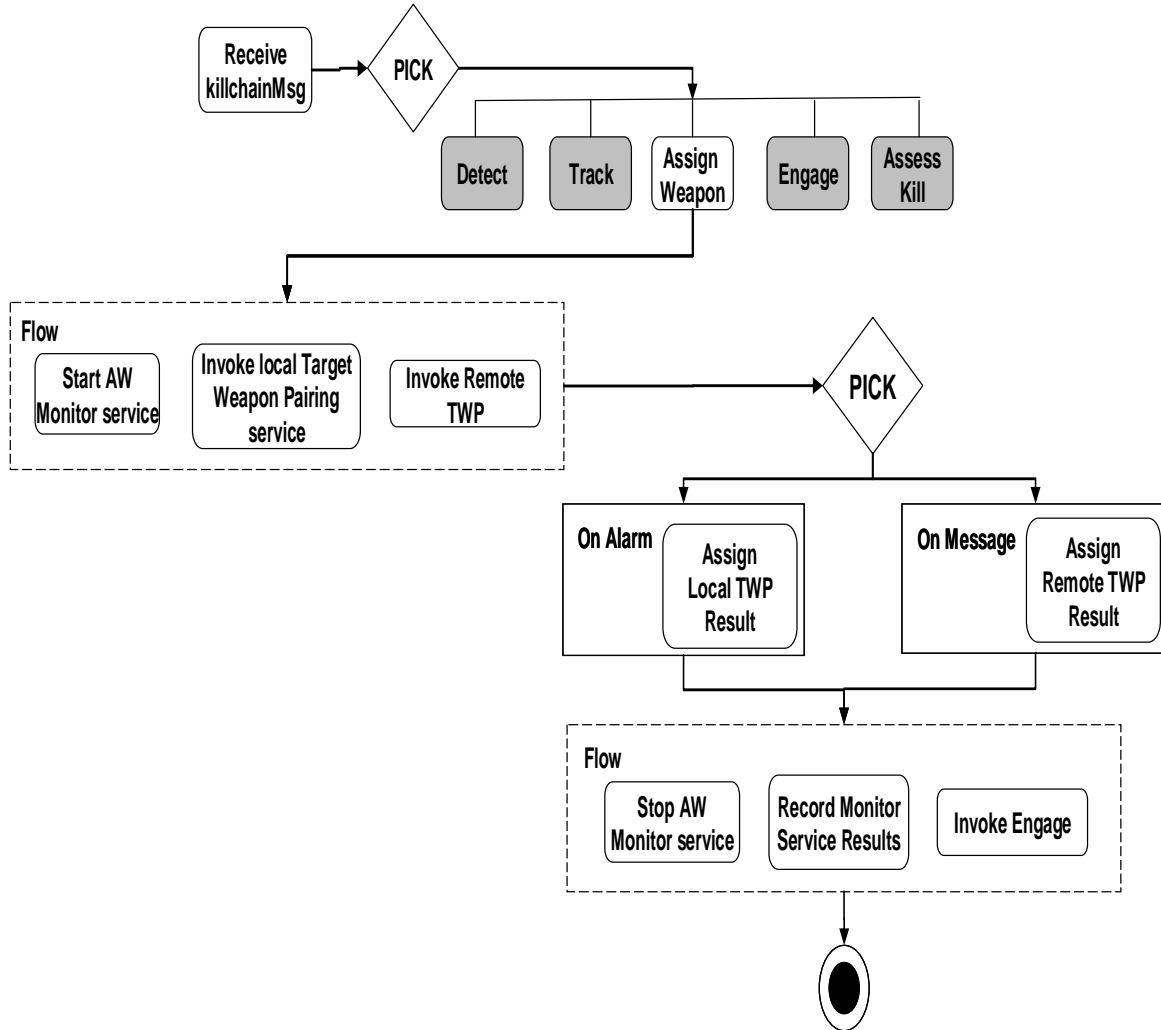 Receive
killchainMsg
PICK
Detect
Track
Assign
Weapon
Engage
Assess
Kill
Flow
Start AW
Monitor service
Invoke local Target
Weapon Pairing
service
Invoke Remote
TWP
PICK
On Alarm
Assign
Local TWP
Result
On Message
Assign
Remote TWP
Result
Flow
Stop AW
Monitor service
Record Monitor
Service Results
Invoke Engage